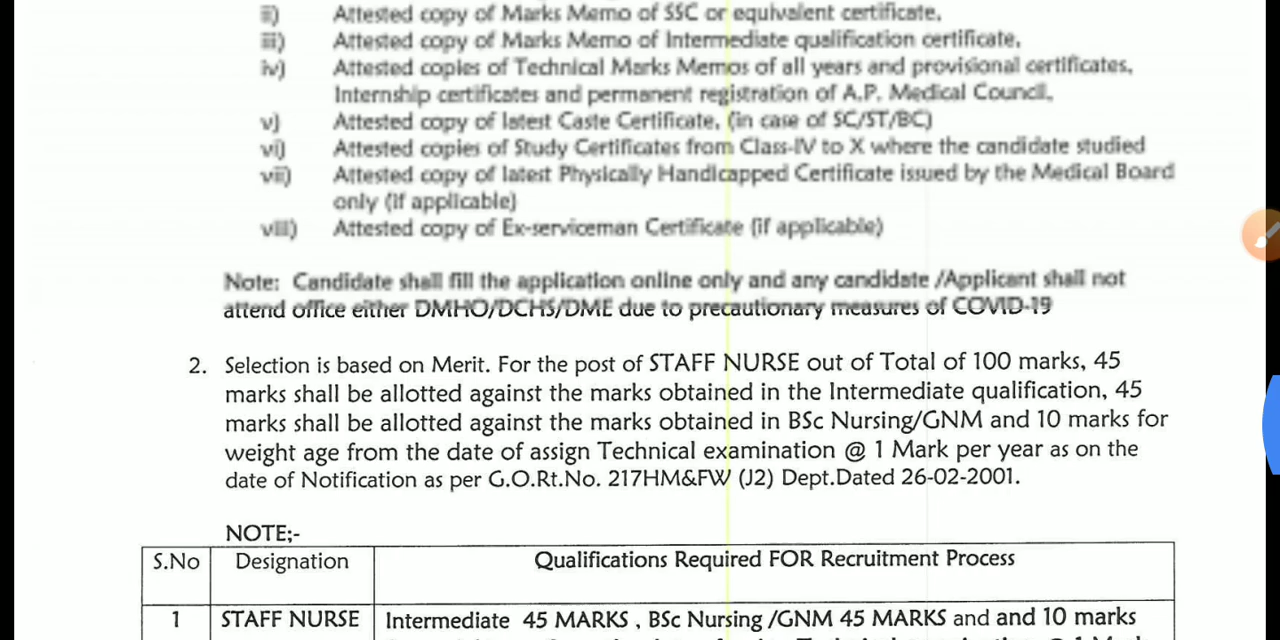 ii) Attested copy of Marks Memo of SSC or equivalent certificate.
iii) Attested copy of Marks Memo of Intermediate qualification certificate.
iv) Attested copies of Technical Marks Memos of all years and provisional certificates,
Internship certificates and permanent registration of A.P. Medical Council.
v) Attested copy of latest Caste Certificate, (in case of SC/ST/BC)
vi) Attested copies of Study Certificates from Class-IV to X where the candidate studied
vii) Attested copy of latest Physically Handicapped Certificate issued by the Medical Board
only (if applicable)
viii) Attested copy of Ex-serviceman Certificate (if applicable)
Note: Candidate shall fill the application online only and any candidate /Applicant shall not
attend office either DMHO/DCHS/DME due to precautionary measures of COVID-19
2. Selection is based on Merit. For the post of STAFF NURSE out of Total of 100 marks, 45
marks shall be allotted against the marks obtained in the Intermediate qualification, 45
marks shall be allotted against the marks obtained in BSc Nursing/GNM and 10 marks for
weight age from the date of assign Technical examination @ 1 Mark per year as on the
date of Notification as per G.O.Rt.No. 217HM&FW (J2) Dept.Dated 26-02-2001.
NOTE;-
S.No Designation Qualifications Required FOR Recruitment Process
1 STAFF NURSE Intermediate 45 MARKS , BSc Nursing /GNM 45 MARKS and and 10 marks